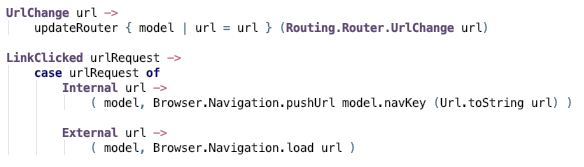 UrlChange url ->
    updateRouter { model | url = url } (Routing.Router.UrlChange url)

LinkClicked urlRequest ->
    case urlRequest of
        Internal url ->
            ( model, Browser.Navigation.pushUrl model.navKey (Url.toString url) )

        External url ->
            ( model, Browser.Navigation.load url )